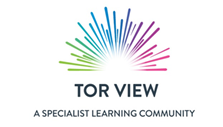 TOR VIEW
A SPECIALIST LEARNING COMMUNITY